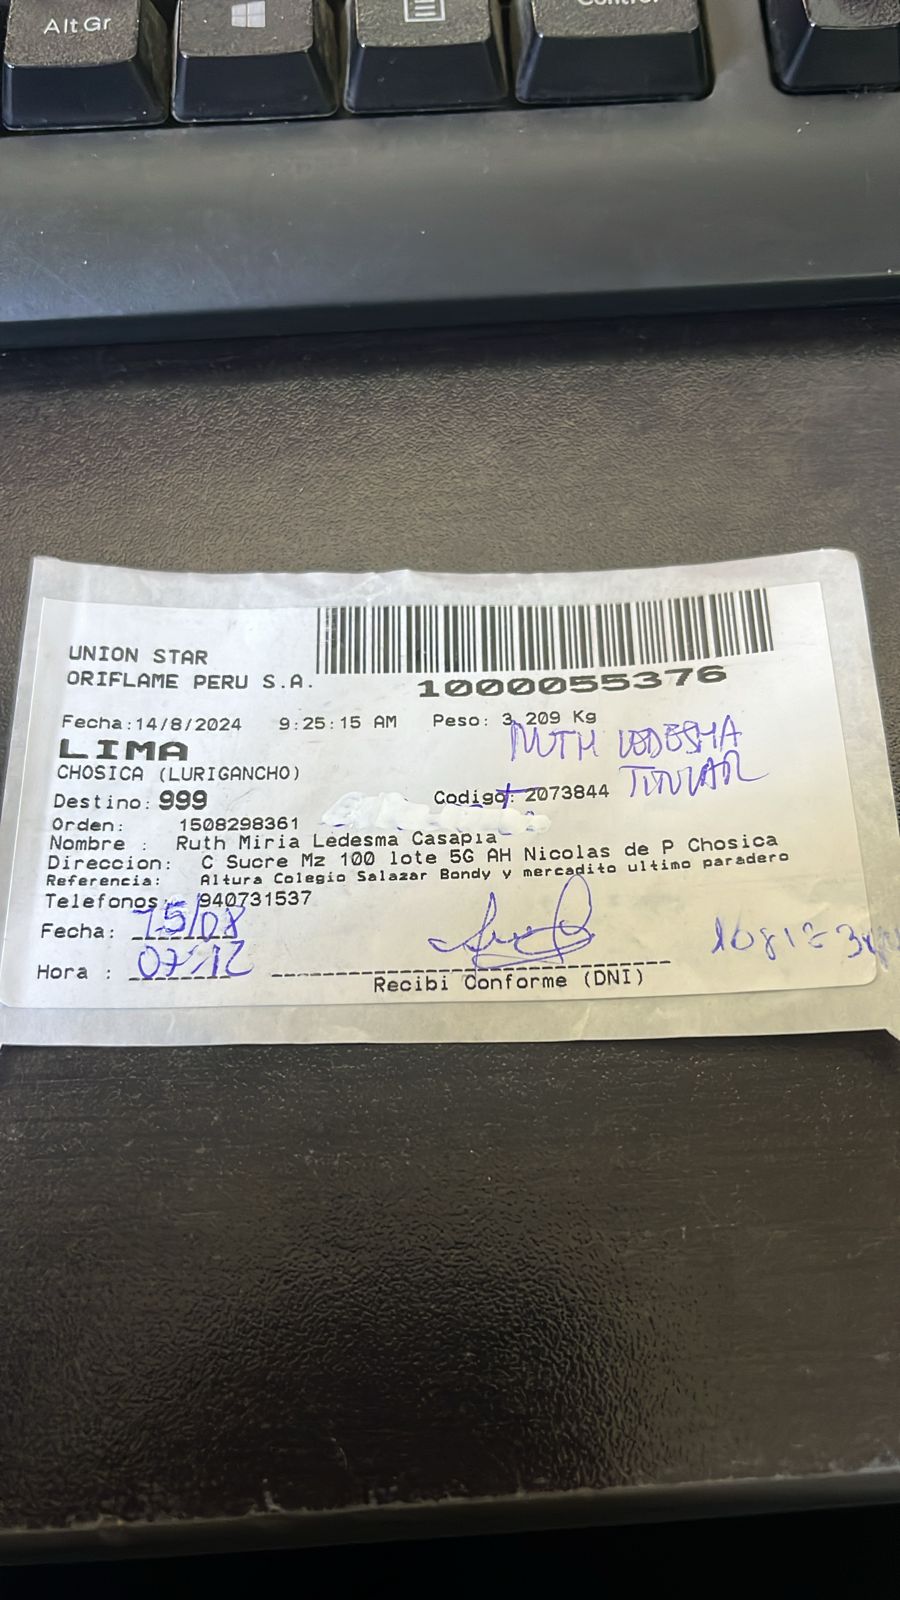 Alt Gr
Control
UNION STAR
ORIFLAME PERU S.A.
1000055376
Fecha:14/8/2024 9:25:15 AM Peso: 3,209 Kg
LIMA
RUTH LEDESMA
CHOSICA (LURIGANCHO)
TITULAR
Destino: 999 Codigo: 2073844
Orden: 1508298361
Nombre : Ruth Miria Ledesma Casapia
Direccion: C Sucre Mz 100 lote 5G AH Nicolas de P Chosica
Referencia: Altura Colegio Salazar Bondy y mercadito ultimo paradero
Telefonos: 940731537
Fecha: 15/08
Hora : 07:12
Recibi Conforme (DNI)